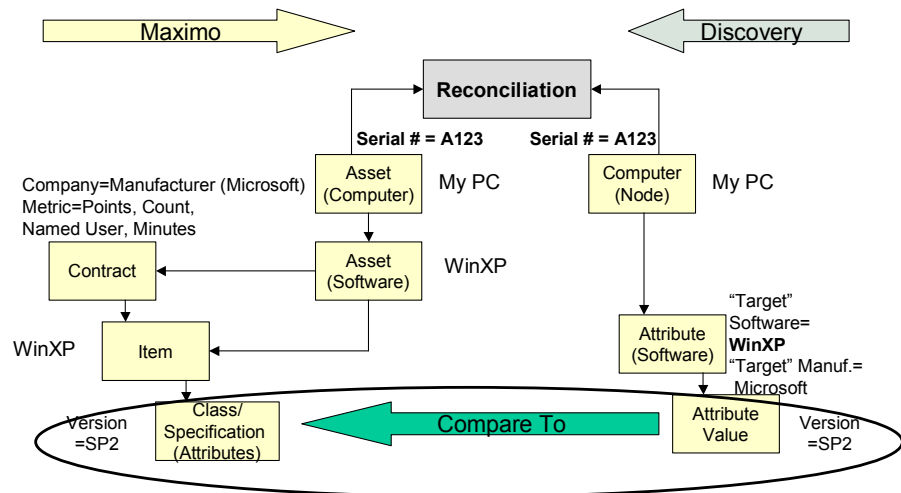 Maximo
Discovery
Reconciliation
Serial # = A123
Serial # = A123
Asset
(Computer)
My PC
Computer
(Node)
My PC
Company=Manufacturer (Microsoft)
Metric=Points, Count,
Named User, Minutes
Contract
Asset
(Software)
WinXP
WinXP
Item
Attribute
(Software)
“Target”
Software=
WinXP
“Target” Manuf.=
Microsoft
Version
=SP2
Class/
Specification
(Attributes)
Compare To
Attribute
Value
Version
=SP2